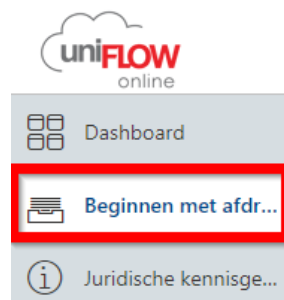 uniFLOW
online
Dashboard
Beginnen met afdr...
Juridische kennisge...